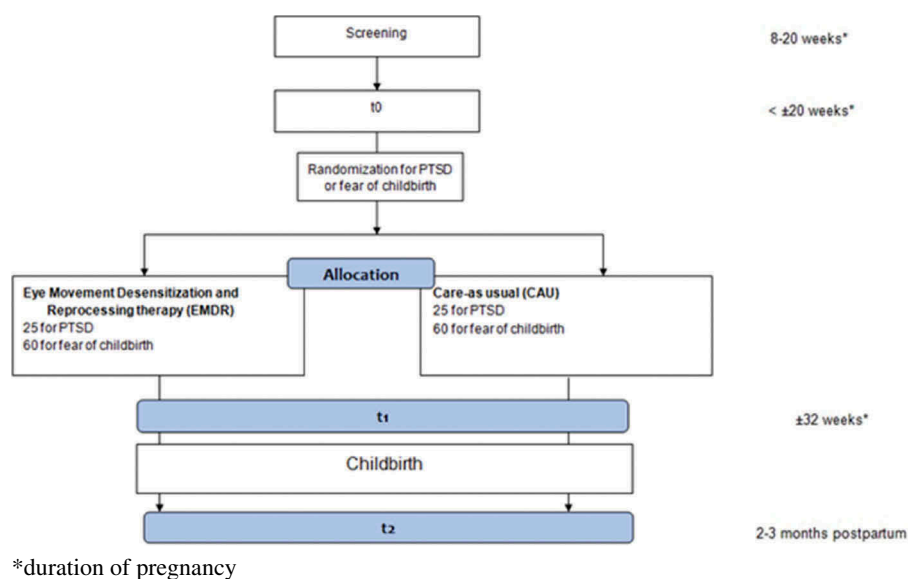 Screening
8-20 weeks*
t0
< ±20 weeks*
Randomization for PTSD
or fear of childbirth
Allocation
Eye Movement Desensitization and
Reprocessing therapy (EMDR)
25 for PTSD
60 for fear of childbirth
Care-as usual (CAU)
25 for PTSD
60 for fear of childbirth
t1
±32 weeks*
Childbirth
t2
2-3 months postpartum
*duration of pregnancy